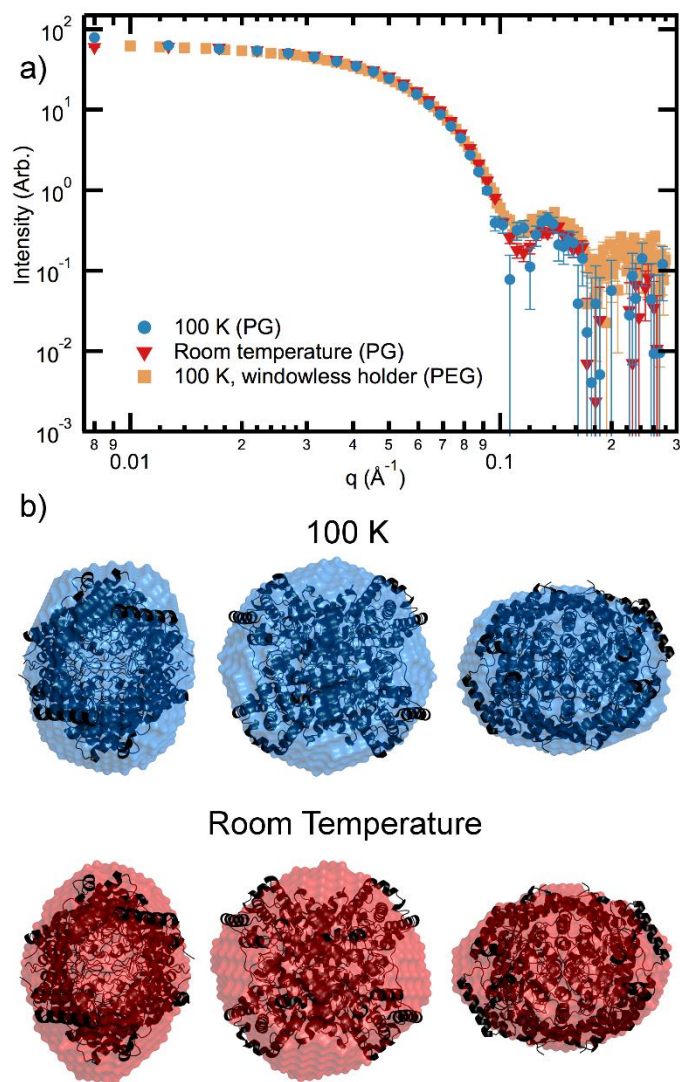 a)
10²
10¹
10⁰
10⁻¹
10⁻²
10⁻³
Intensity (Arb.)
100 K (PG)
Room temperature (PG)
100 K, windowless holder (PEG)
8 9 0.01 2 3 4 5 6 7 8 9 0.1 2 3
q (Å⁻¹)
b)
100 K
Room Temperature